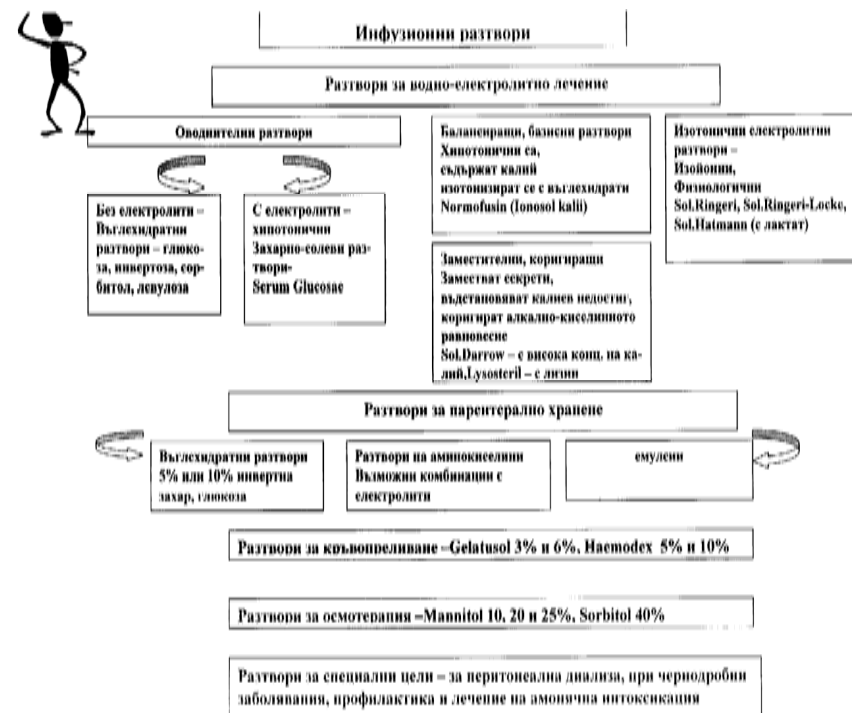 Инфузионни разтвори
Разтвори за водно-електролитно лечение
Оводнителни разтвори
Без електролити –
Въглехидратни
разтвори – глюко-
за, инвертоза, сор-
битол, левулоза
С електролити –
хипотонични
Захарно-солеви раз-
твори-
Serum Glucosae
Балансиращи, базисни разтвори
Хипотонични са,
съдържат калий
изотонизират се с въглехидрати
Normofusin (Ionosol kalii)
Заместителни, коригиращи
Заместват секрети,
въдстановяват калиев недостиг,
коригират алкално-киселинното
равновесие
Sol.Darrow – с висока конц. на ка-
лий,Lysosteril – с лизин
Изотонични електролитни
разтвори –
Изойонни,
Физиологични
Sol.Ringeri, Sol.Ringeri-Locke,
Sol.Hatmann (с лактат)
Разтвори за парентерално хранене
Въглехидратни разтвори
5% или 10% инвертна
захар, глюкоза
Разтвори на аминокиселини
Възможни комбинации с
електролити
емулсии
Разтвори за кръвопреливане –Gelatusol 3% и 6%, Haemodex 5% и 10%
Разтвори за осмотерапия –Mannitol 10, 20 и 25%, Sorbitol 40%
Разтвори за специални цели – за перитонеална диализа, при чернодробни
заболявания, профилактика и лечение на амонячна интоксикация